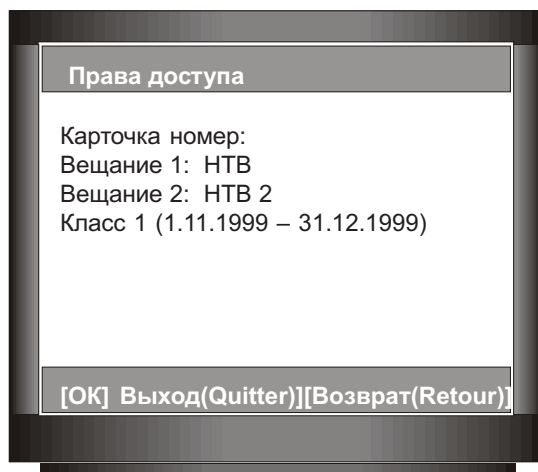 Права доступа
Карточка номер:
Вещание 1: НТВ
Вещание 2: НТВ 2
Класс 1 (1.11.1999 – 31.12.1999)
[ОК] Выход(Quitter)][Возврат(Retour)]